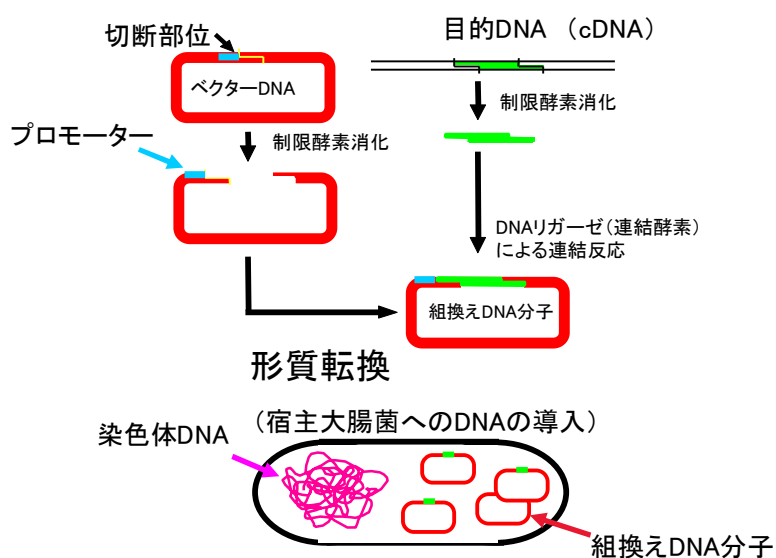 切断部位
目的DNA (cDNA)
ベクターDNA
制限酵素消化
プロモーター
制限酵素消化
DNAリガーゼ(連結酵素)
による連結反応
組換えDNA分子
形質転換
(宿主大腸菌へのDNAの導入)
染色体DNA
組換えDNA分子